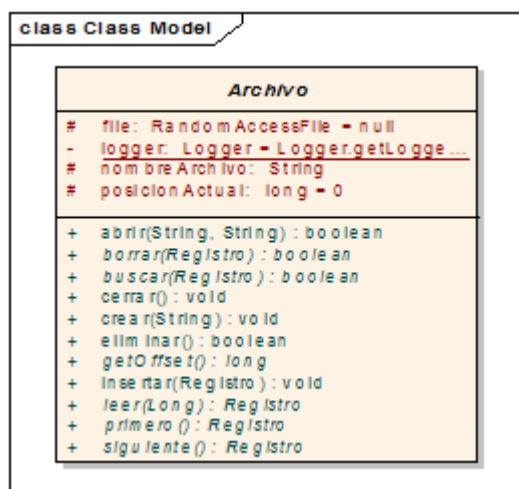 class Class Model
Archivo
# file: RandomAccessFile = null
- logger: Logger = Logger.getLogge...
# nombreArchivo: String
# posicionActual: long = 0
+ abrir(String, String) : boolean
+ borrar(Registro) : boolean
+ buscar(Registro) : boolean
+ cerrar() : void
+ crear(String) : void
+ eliminar() : boolean
+ getOffset() : long
+ insertar(Registro) : void
+ leer(Long) : Registro
+ primero() : Registro
+ siguiente() : Registro